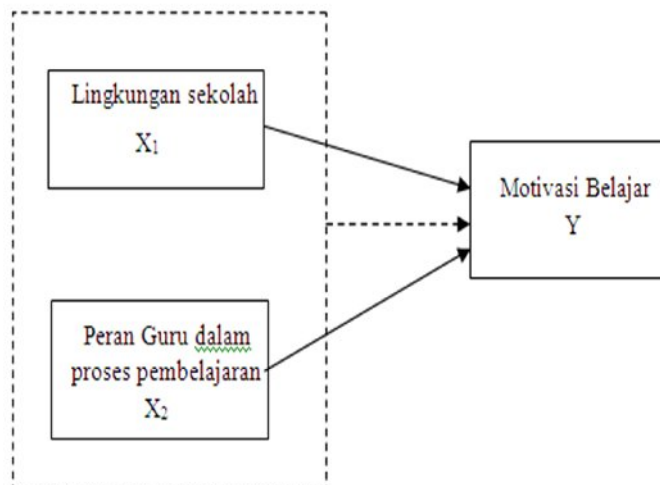 Lingkungan sekolah
X₁
Peran Guru dalam
proses pembelajaran
X₂
Motivasi Belajar
Y